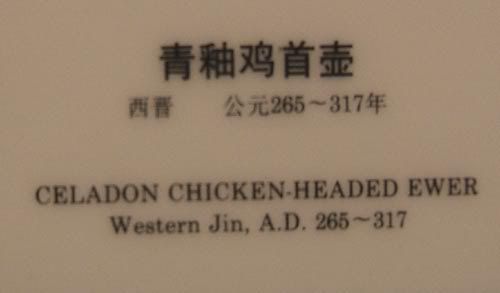 青釉鸡首壶
西晋 公元265～317年
CELADON CHICKEN-HEADED EWER
Western Jin, A.D. 265～317